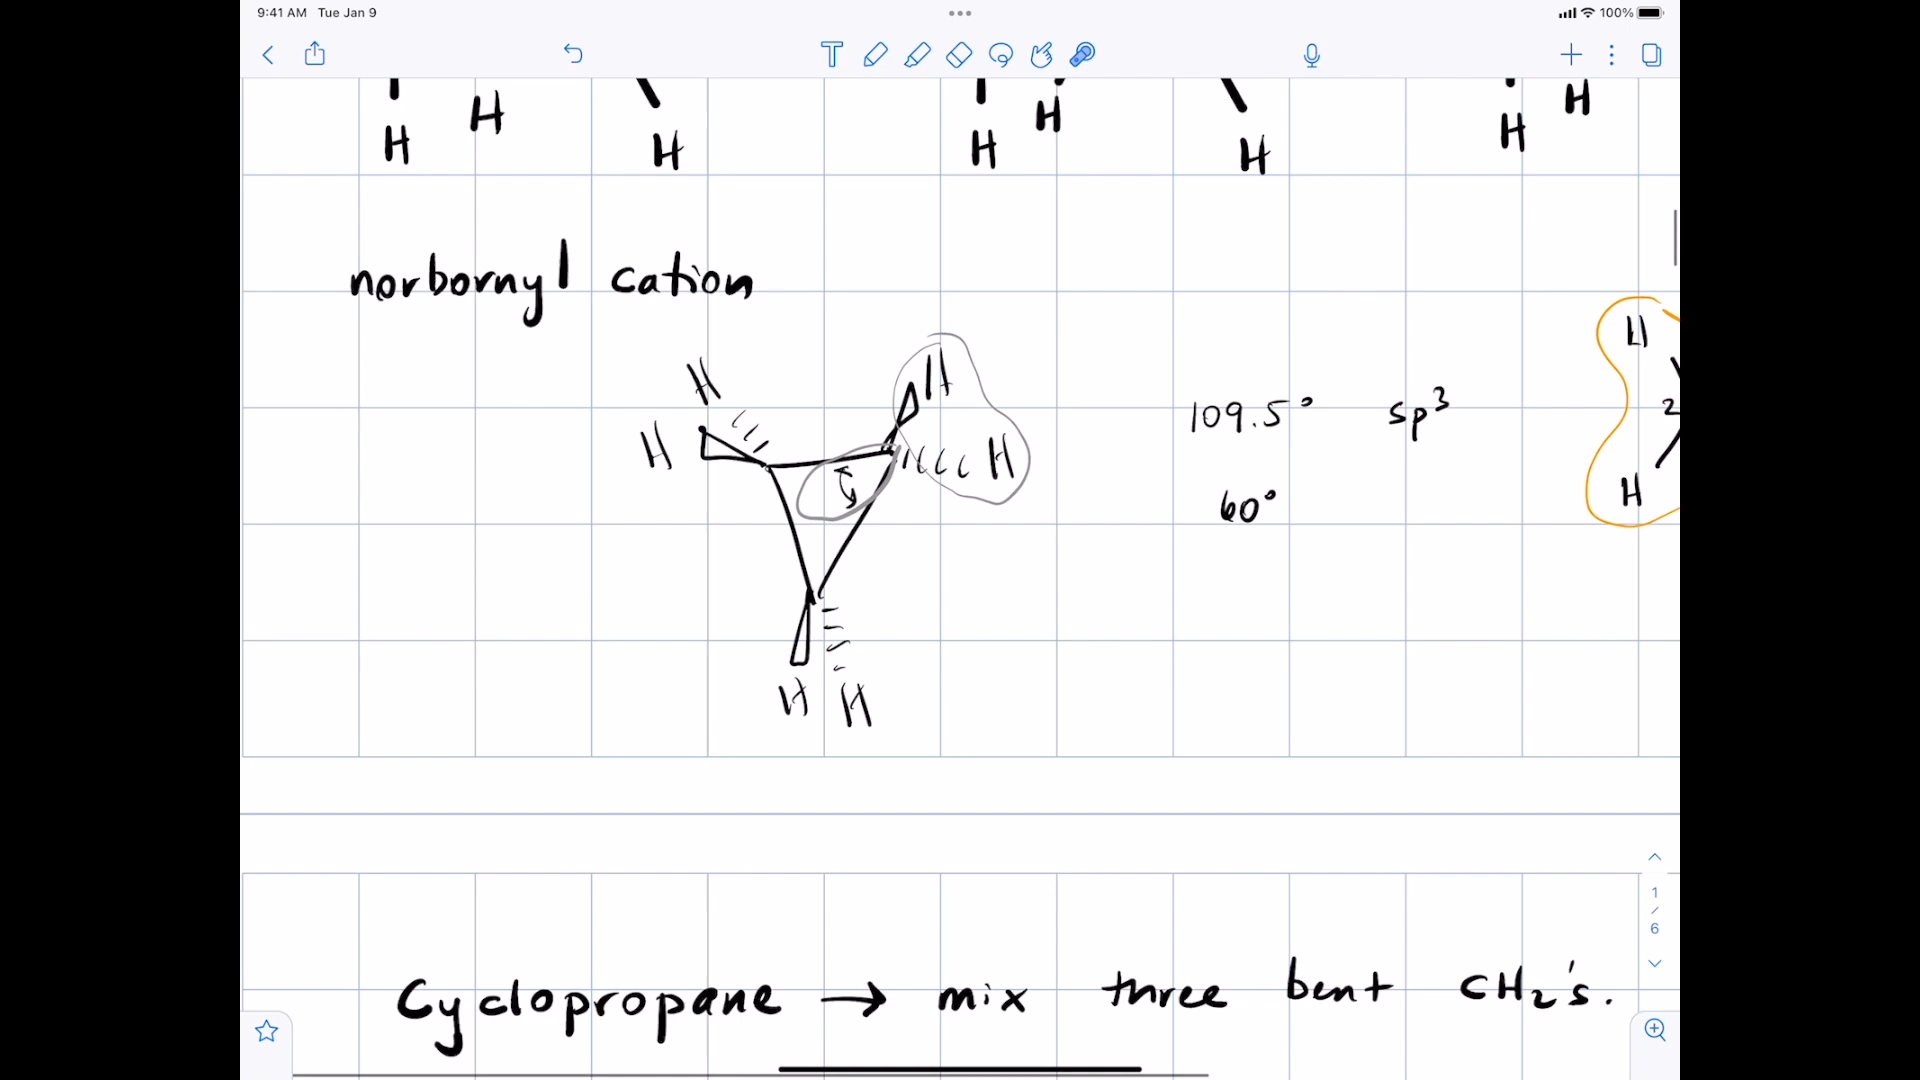 9:41 AM Tue Jan 9 100%
H H H H H H H H
norbornyl cation
H H
H 109.5° sp³ 2
H H
60° H
H H
1 / 6
Cyclopropane → mix three bent CH₂'s.